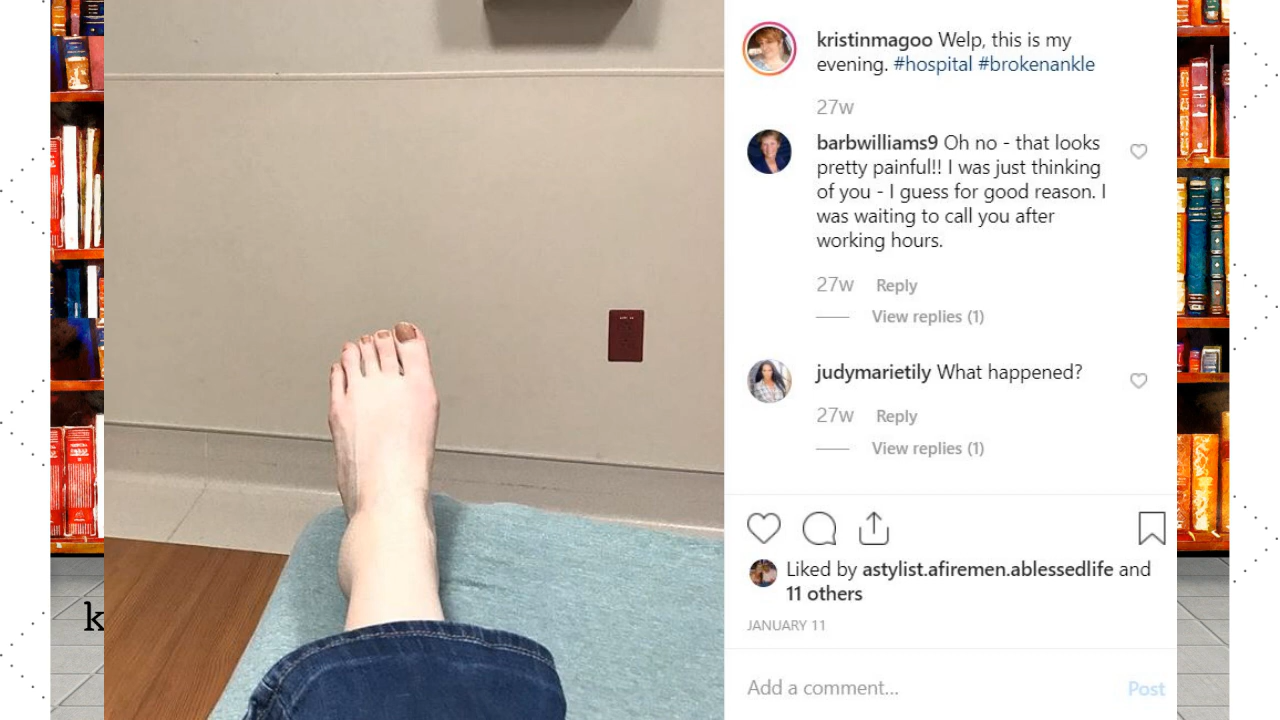 kristinmagoo Welp, this is my
evening. #hospital #brokenankle
27w
barbwilliams9 Oh no - that looks
pretty painful!! I was just thinking
of you - I guess for good reason. I
was waiting to call you after
working hours.
27w Reply
View replies (1)
judymarietily What happened?
27w Reply
View replies (1)
Liked by astylist.afiremen.ablessedlife and
11 others
JANUARY 11
Add a comment... Post
k